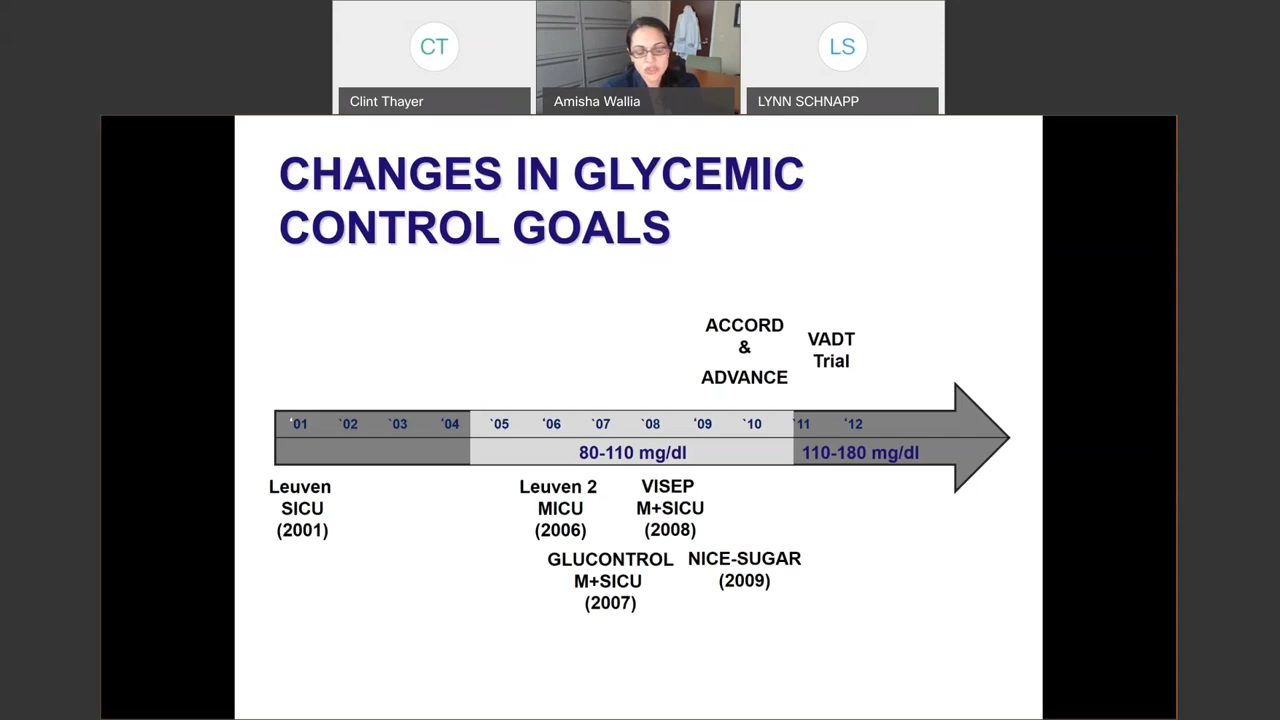 CT
LS
Clint Thayer
Amisha Wallia
LYNN SCHNAPP
CHANGES IN GLYCEMIC
CONTROL GOALS
ACCORD
&
ADVANCE
VADT
Trial
‘01 `02 `03 ‘04 `05 ‘06 `07 `08 ‘09 `10 `11 ‘12
80-110 mg/dl 110-180 mg/dl
Leuven
SICU
(2001)
Leuven 2
MICU
(2006)
VISEP
M+SICU
(2008)
GLUCONTROL
M+SICU
(2007)
NICE-SUGAR
(2009)